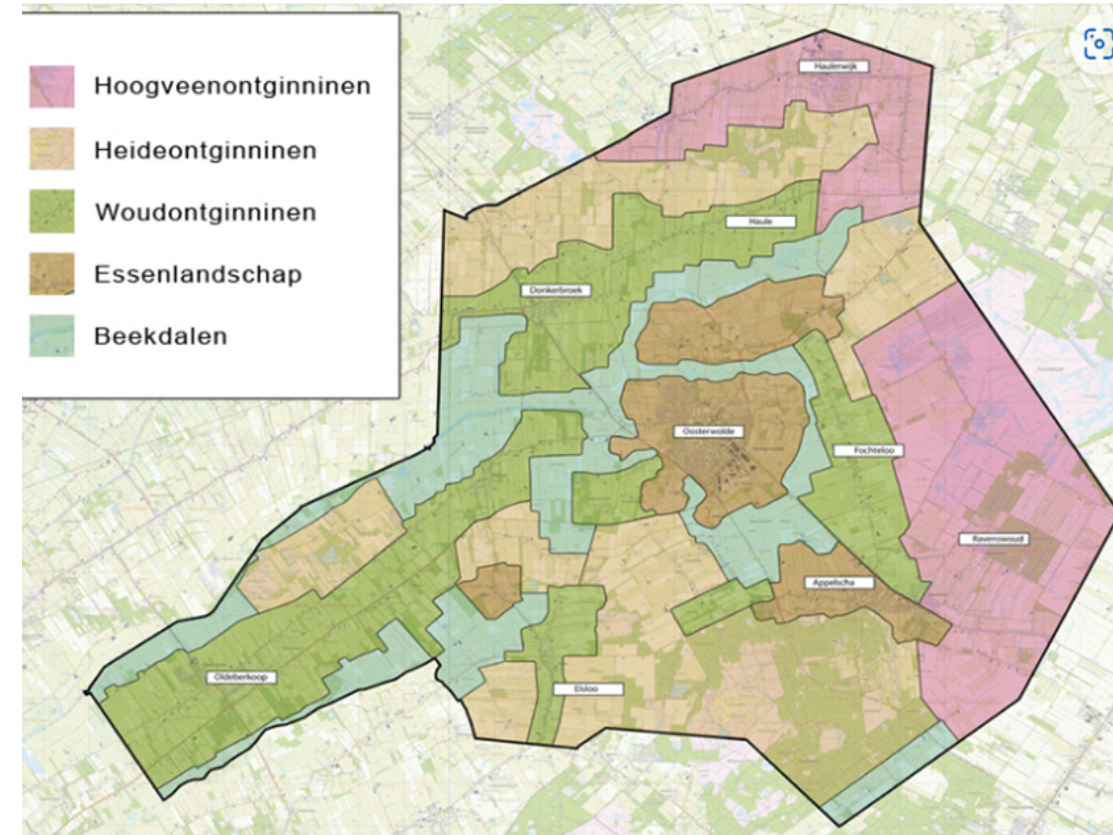 Hoogveenontginninen
Heideontginninen
Woudontginninen
Essenlandschap
Beekdalen
Haulerwijk
Haule
Donkerbroek
Oosterwolde
Fochteloo
Ravenswoud
Appelscha
Oldeberkoop
Elsloo